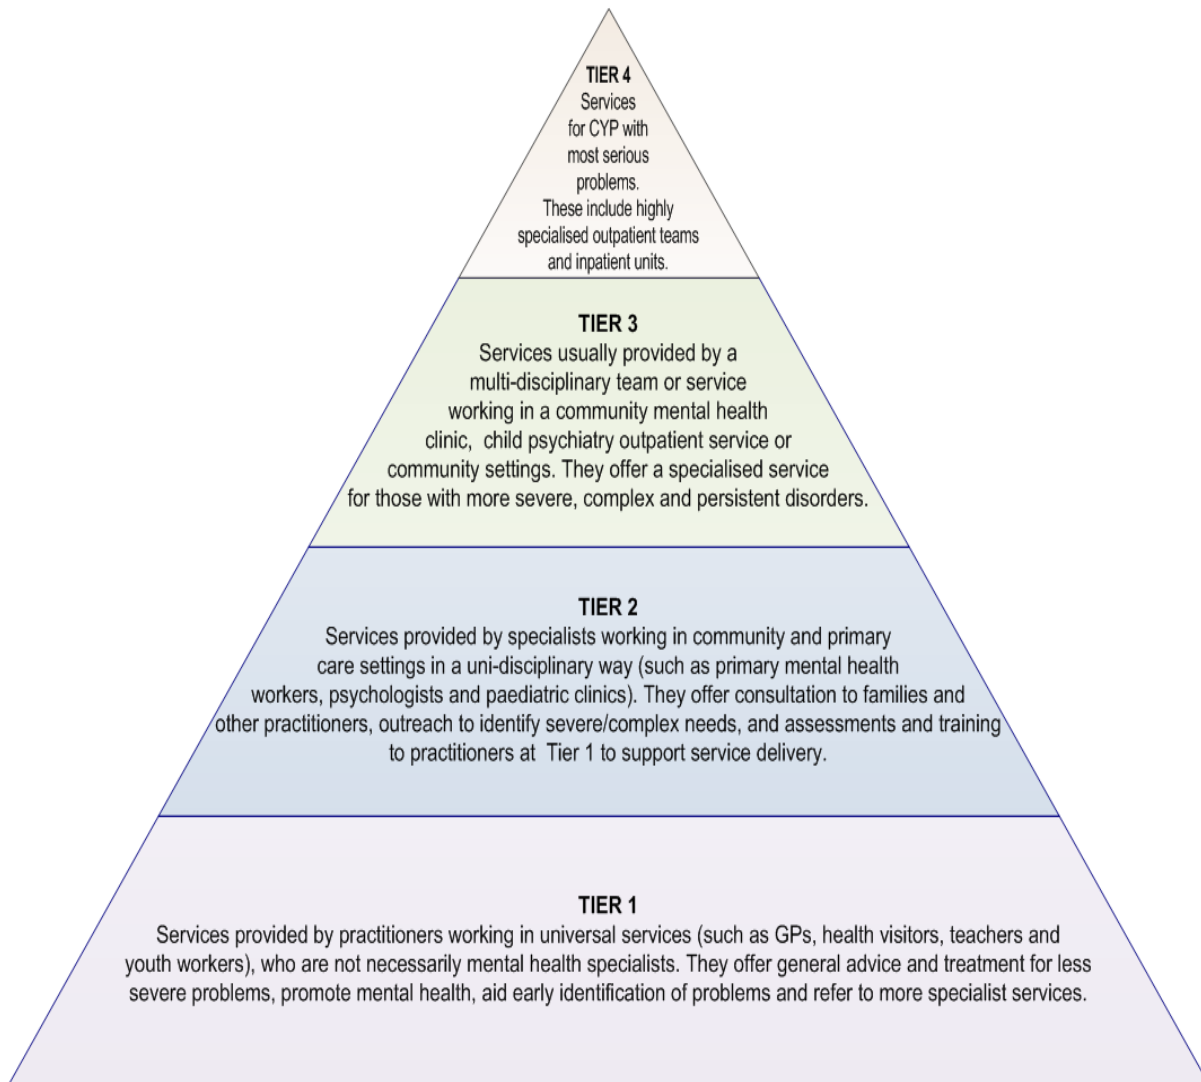 TIER 4
Services
for CYP with
most serious
problems.
These include highly
specialised outpatient teams
and inpatient units.
TIER 3
Services usually provided by a
multi-disciplinary team or service
working in a community mental health
clinic, child psychiatry outpatient service or
community settings. They offer a specialised service
for those with more severe, complex and persistent disorders.
TIER 2
Services provided by specialists working in community and primary
care settings in a uni-disciplinary way (such as primary mental health
workers, psychologists and paediatric clinics). They offer consultation to families and
other practitioners, outreach to identify severe/complex needs, and assessments and training
to practitioners at Tier 1 to support service delivery.
TIER 1
Services provided by practitioners working in universal services (such as GPs, health visitors, teachers and
youth workers), who are not necessarily mental health specialists. They offer general advice and treatment for less
severe problems, promote mental health, aid early identification of problems and refer to more specialist services.